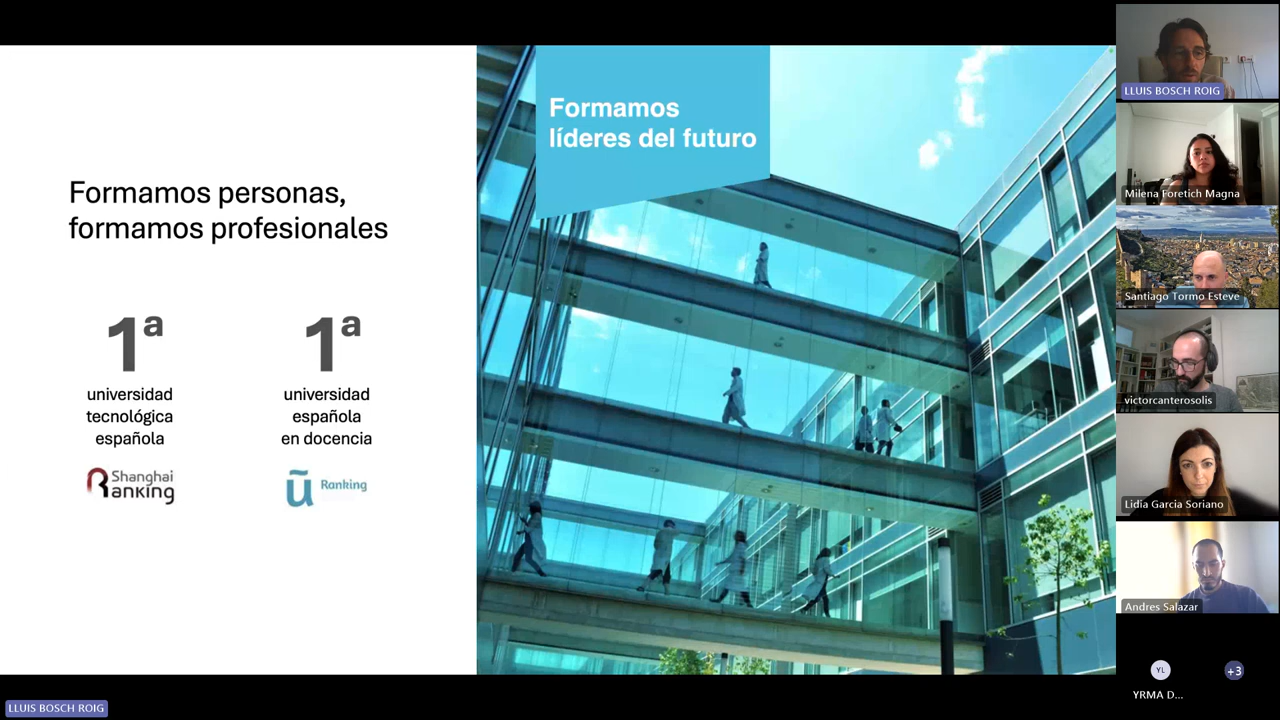 Formamos personas,
formamos profesionales
1ª
universidad
tecnológica
española
Shanghai
Ranking
1ª
universidad
española
en docencia
ū Ranking
Formamos
líderes del futuro
LLUIS BOSCH ROIG
Milena Foretich Magna
Santiago Tormo Esteve
victorcanterosolis
Lidia Garcia Soriano
Andres Salazar
YL
YRMA D...
+3
LLUIS BOSCH ROIG